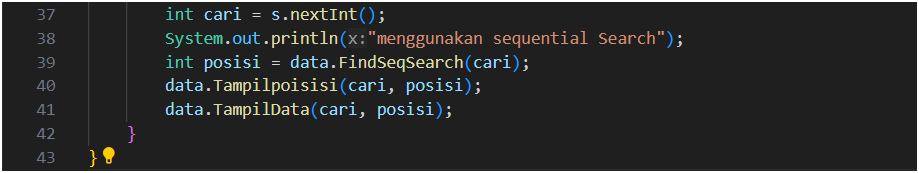 37 int cari = s.nextInt();
38 System.out.println(x:"menggunakan sequential Search");
39 int posisi = data.FindSeqSearch(cari);
40 data.Tampilpoisisi(cari, posisi);
41 data.TampilData(cari, posisi);
42 }
43 }